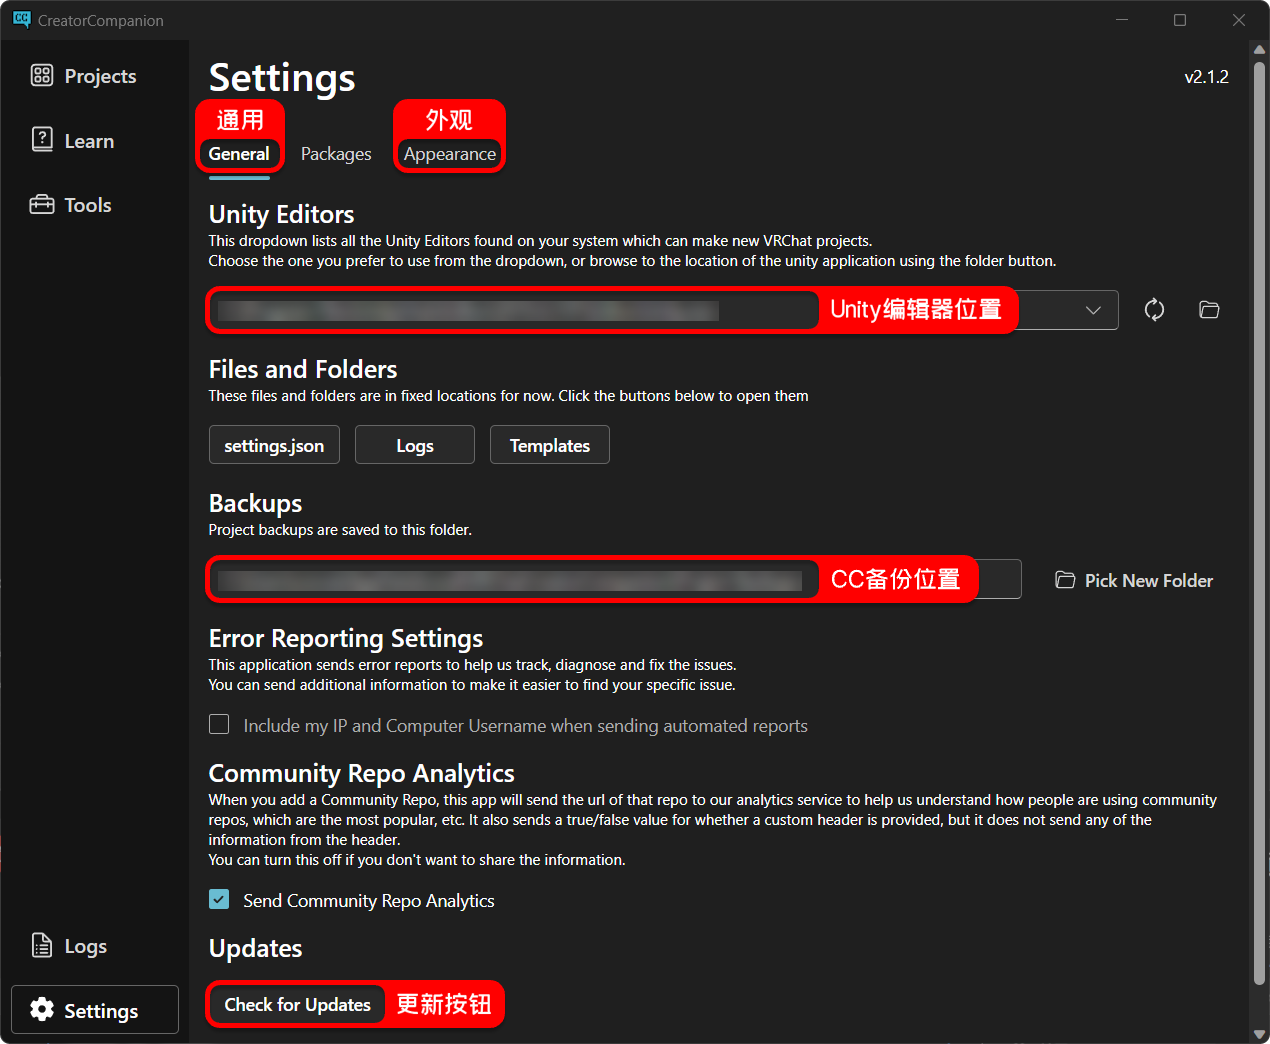 CC CreatorCompanion
Projects
Learn
Tools
Logs
Settings
Settings
v2.1.2
通用
外观
General
Packages
Appearance
Unity Editors
This dropdown lists all the Unity Editors found on your system which can make new VRChat projects.
Choose the one you prefer to use from the dropdown, or browse to the location of the unity application using the folder button.
Unity编辑器位置
Files and Folders
These files and folders are in fixed locations for now. Click the buttons below to open them
settings.json
Logs
Templates
Backups
Project backups are saved to this folder.
CC备份位置
Pick New Folder
Error Reporting Settings
This application sends error reports to help us track, diagnose and fix the issues.
You can send additional information to make it easier to find your specific issue.
Include my IP and Computer Username when sending automated reports
Community Repo Analytics
When you add a Community Repo, this app will send the url of that repo to our analytics service to help us understand how people are using community
repos, which are the most popular, etc. It also sends a true/false value for whether a custom header is provided, but it does not send any of the
information from the header.
You can turn this off if you don't want to share the information.
Send Community Repo Analytics
Updates
Check for Updates
更新按钮